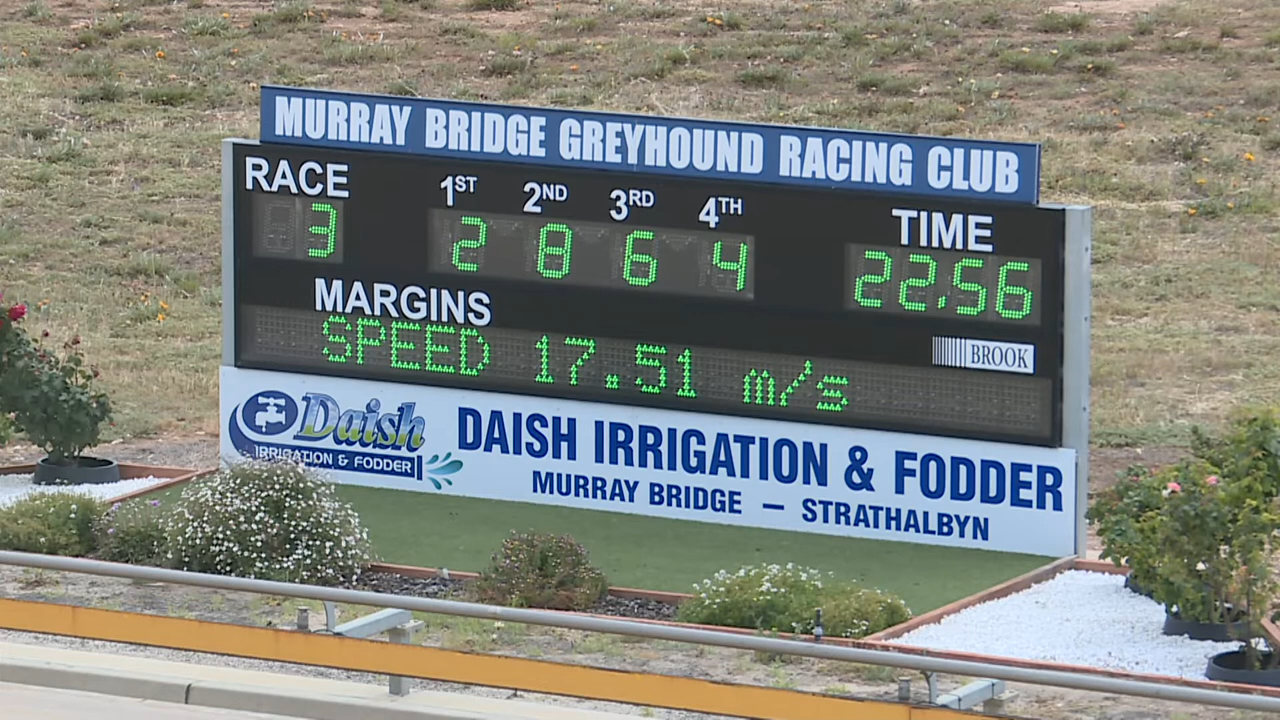 MURRAY BRIDGE GREYHOUND RACING CLUB
RACE 1ST 2ND 3RD 4TH TIME
3 2 8 6 4 22.56
MARGINS
SPEED 17.51 m/s
BROOK
Daish
IRRIGATION & FODDER
DAISH IRRIGATION & FODDER
MURRAY BRIDGE – STRATHALBYN